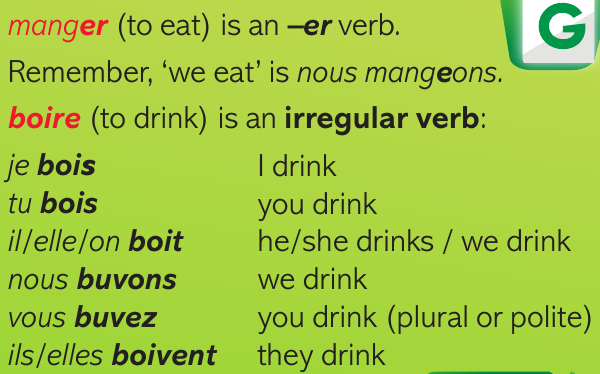 G
manger (to eat) is an –er verb.
Remember, ‘we eat’ is nous mangeons.
boire (to drink) is an irregular verb:
je bois I drink
tu bois you drink
il/elle/on boit he/she drinks / we drink
nous buvons we drink
vous buvez you drink (plural or polite)
ils/elles boivent they drink